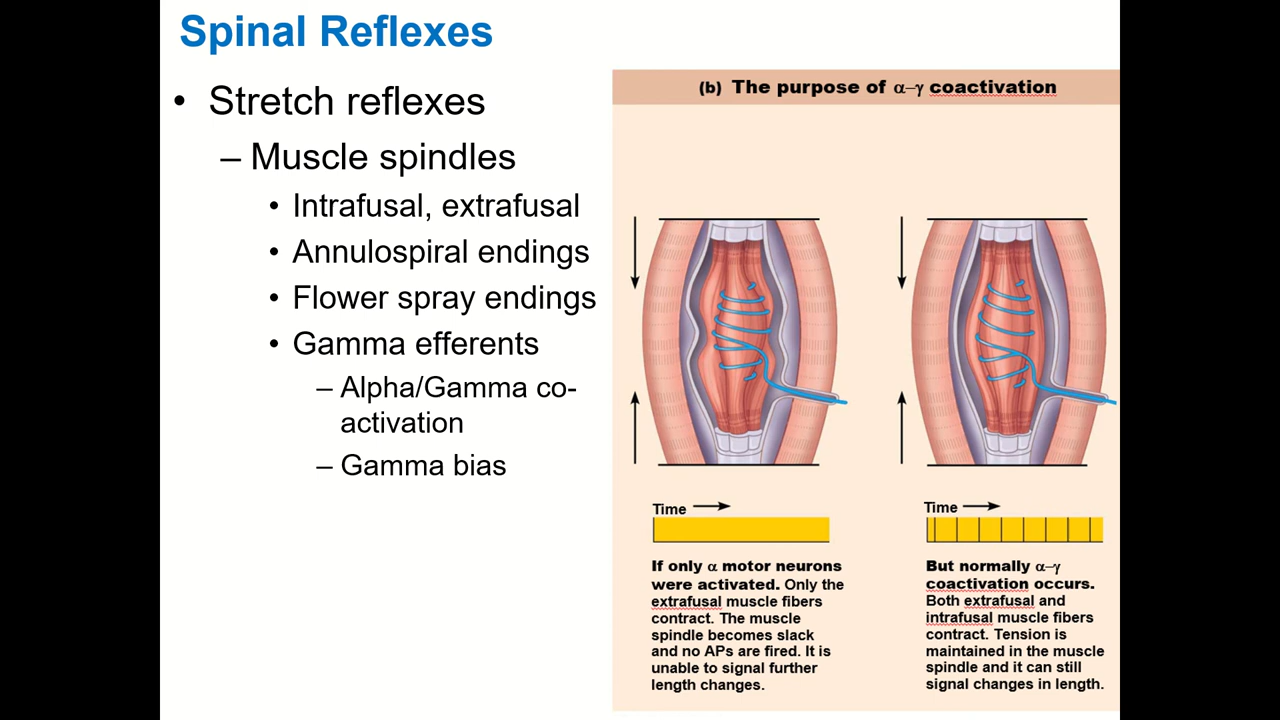 Spinal Reflexes
• Stretch reflexes
– Muscle spindles
• Intrafusal, extrafusal
• Annulospiral endings
• Flower spray endings
• Gamma efferents
– Alpha/Gamma co-
activation
– Gamma bias
(b) The purpose of α–γ coactivation
Time
If only α motor neurons
were activated. Only the
extrafusal muscle fibers
contract. The muscle
spindle becomes slack
and no APs are fired. It is
unable to signal further
length changes.
Time
But normally α–γ
coactivation occurs.
Both extrafusal and
intrafusal muscle fibers
contract. Tension is
maintained in the muscle
spindle and it can still
signal changes in length.